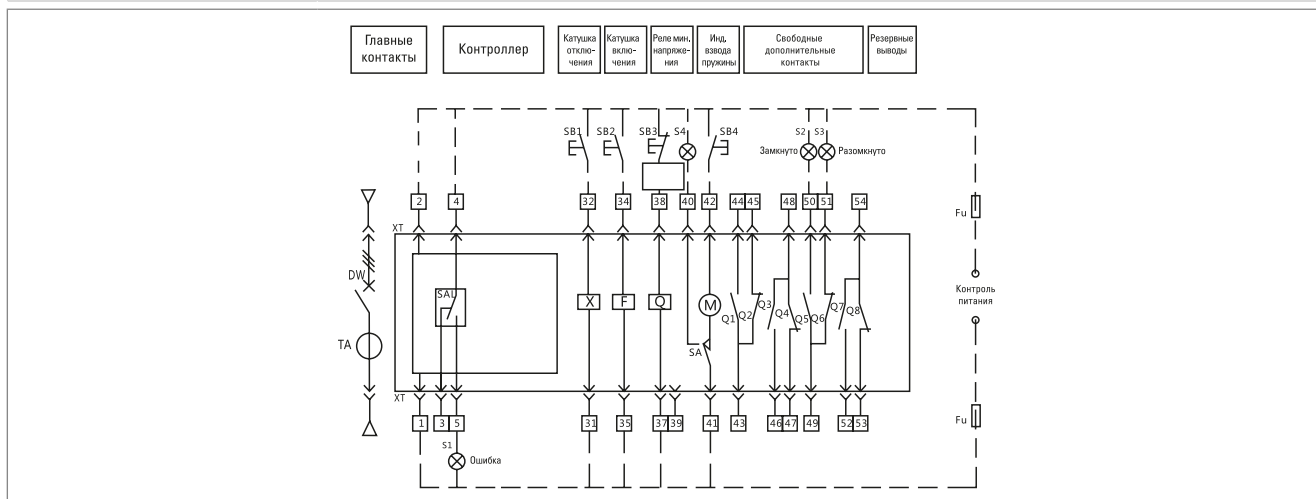 Главные
контакты
Контроллер
Катушка
отклю-
чения
Катушка
вклю-
чения
Реле мин.
напряже-
ния
Инд.
взвода
пружины
Свободные
дополнительные
контакты
Резервные
выводы
SB1
SB2
SB3
S4
SB4
S2
S3
Замкнуто
Разомкнуто
2
4
32
34
38
40
42
44
45
48
50
51
54
Fu
XT
DW
SAL
X
F
Q
M
Контроль
питания
Q1
Q2
Q3
Q4
Q5
Q6
Q7
Q8
TA
SA
XT
1
3
5
31
35
37
39
41
43
46
47
49
52
53
Fu
S1
Ошибка